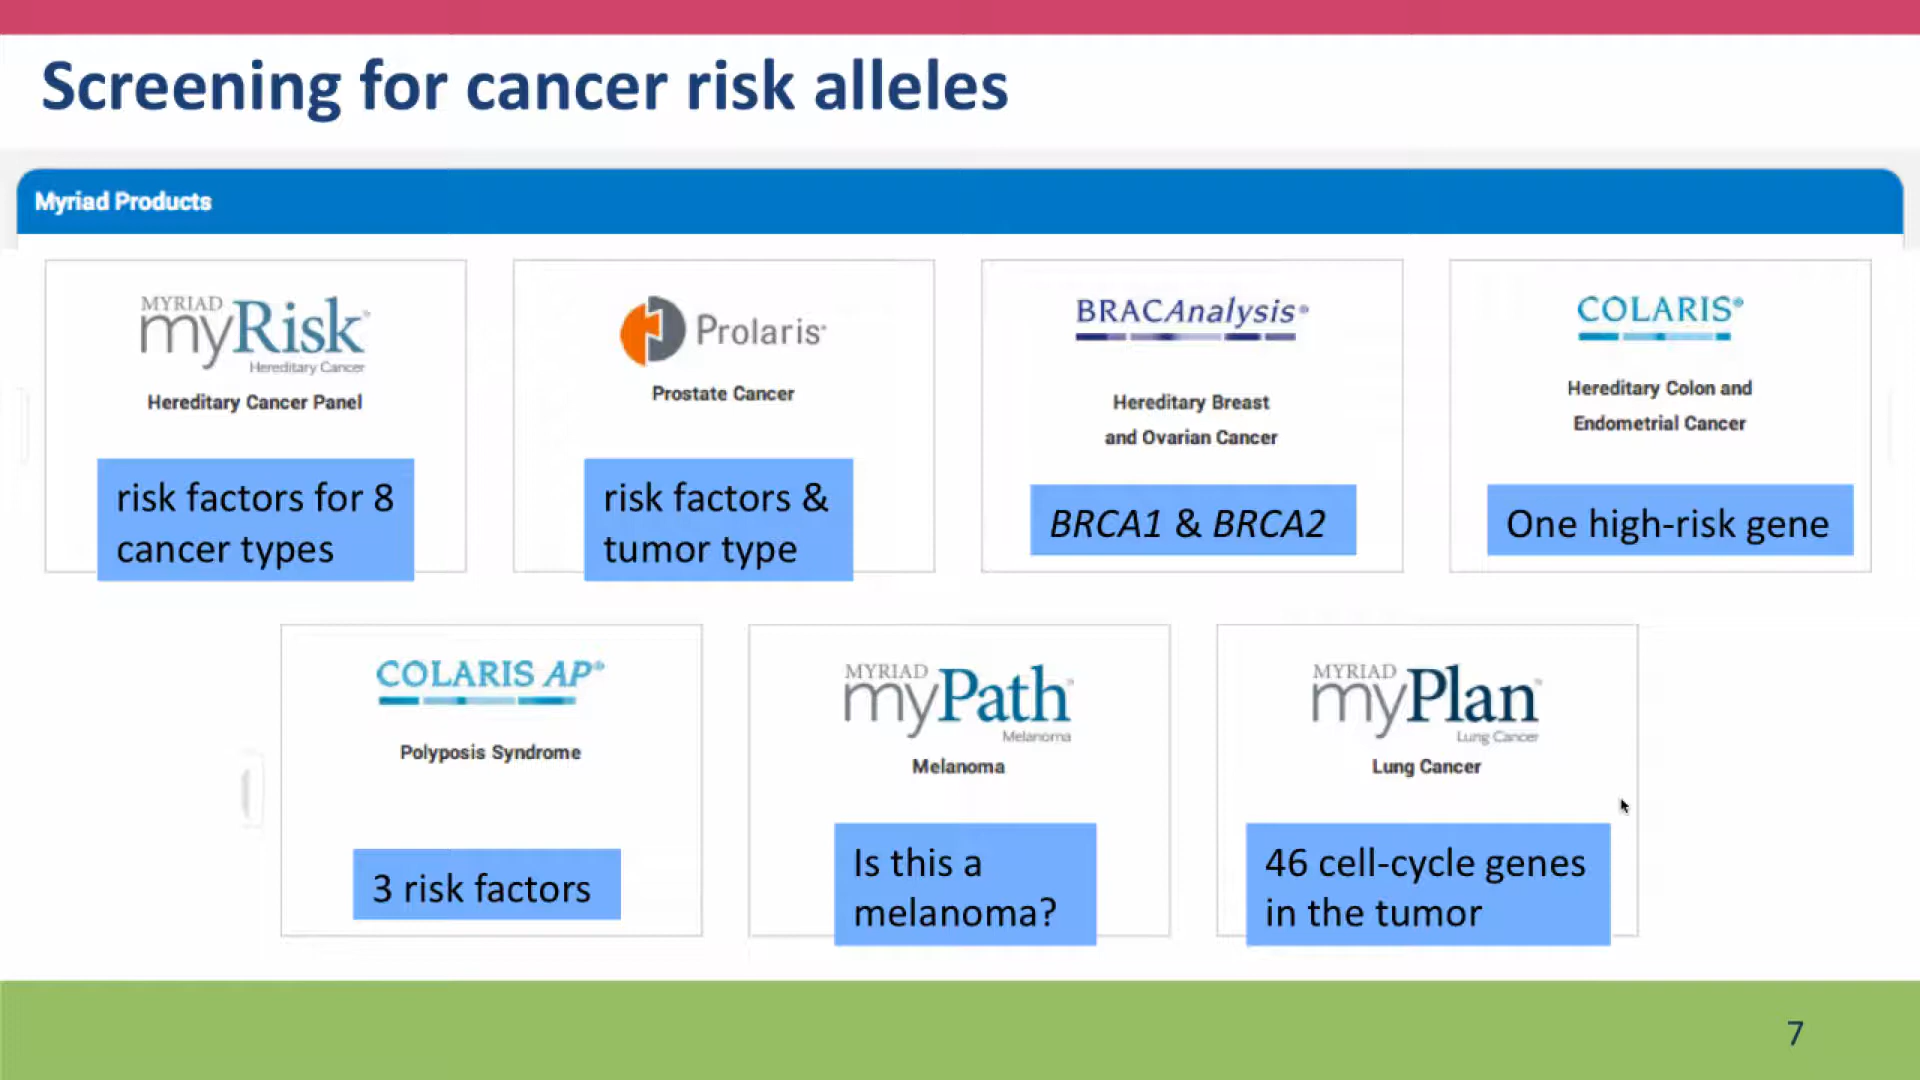 Screening for cancer risk alleles
Myriad Products
MYRIAD
myRisk™
Hereditary Cancer
Hereditary Cancer Panel
risk factors for 8
cancer types
Prolaris®
Prostate Cancer
risk factors &
tumor type
BRACAnalysis®
Hereditary Breast
and Ovarian Cancer
BRCA1 & BRCA2
COLARIS®
Hereditary Colon and
Endometrial Cancer
One high-risk gene
COLARIS AP®
Polyposis Syndrome
3 risk factors
MYRIAD
myPath™
Melanoma
Melanoma
Is this a
melanoma?
MYRIAD
myPlan™
Lung Cancer
Lung Cancer
46 cell-cycle genes
in the tumor
7